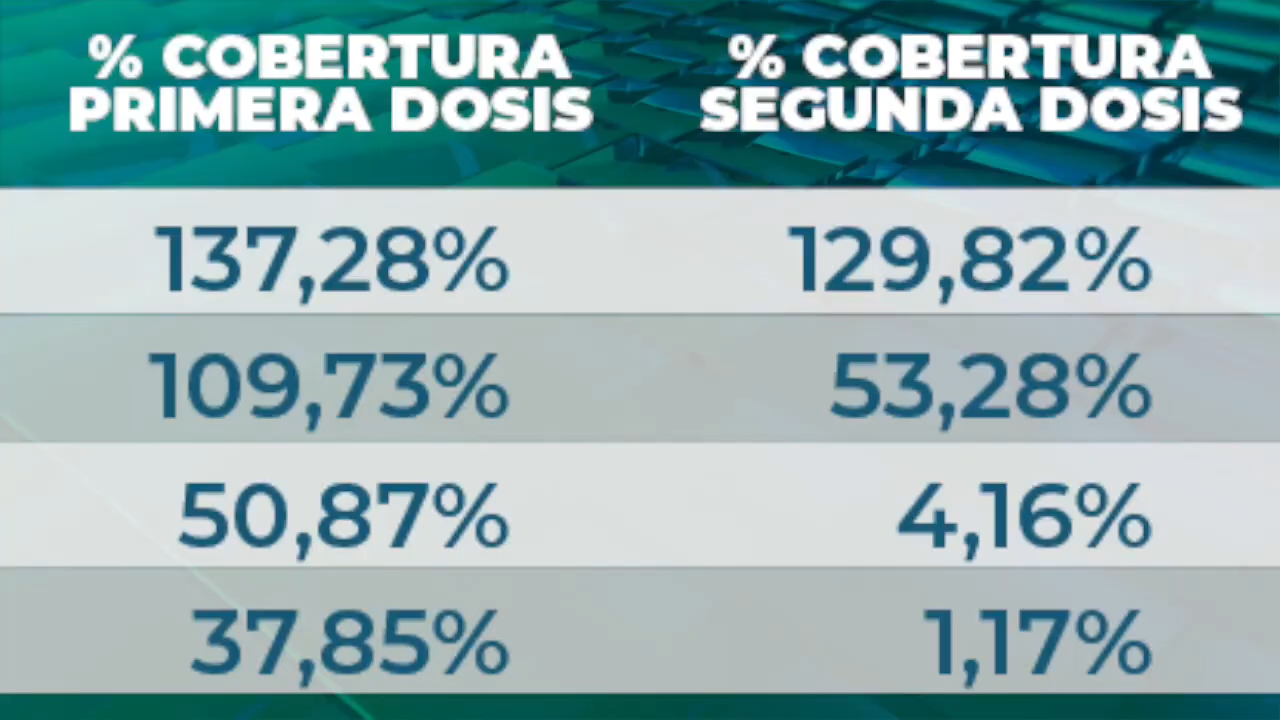 % COBERTURA % COBERTURA
PRIMERA DOSIS SEGUNDA DOSIS
137,28% 129,82%
109,73% 53,28%
50,87% 4,16%
37,85% 1,17%